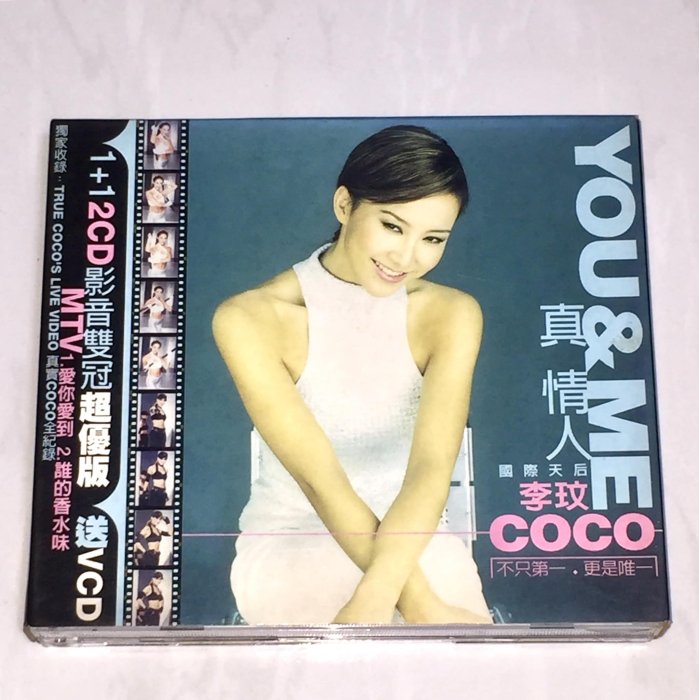 YOU & ME
真情人
國際天后
李玟
COCO
不只第一．更是唯一
1+1 2CD影音雙冠超優版 送VCD
MTV 1.愛你愛到 2.誰的香水味
獨家收錄：TRUE COCO'S LIVE VIDEO 真實COCO全紀錄